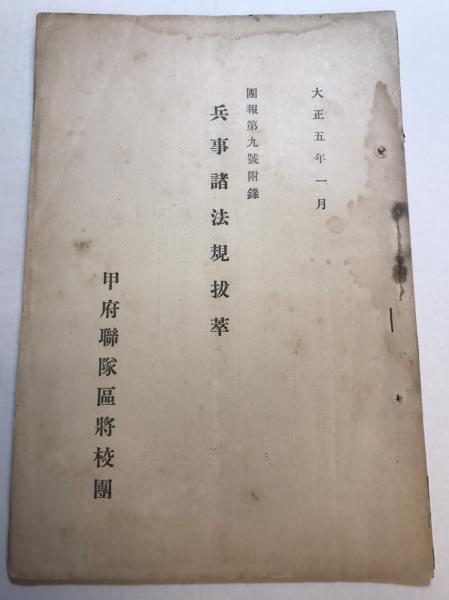 大正五年一月
團報第九號附錄
兵事諸法規拔萃
甲府聯隊區將校團